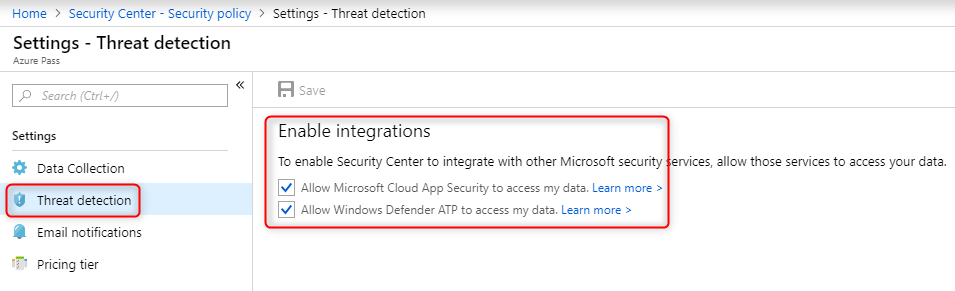 Home > Security Center - Security policy > Settings - Threat detection
Settings - Threat detection
Azure Pass
«
Search (Ctrl+/)
Settings
Data Collection
Threat detection
Email notifications
Pricing tier
Save
Enable integrations
To enable Security Center to integrate with other Microsoft security services, allow those services to access your data.
Allow Microsoft Cloud App Security to access my data. Learn more >
Allow Windows Defender ATP to access my data. Learn more >